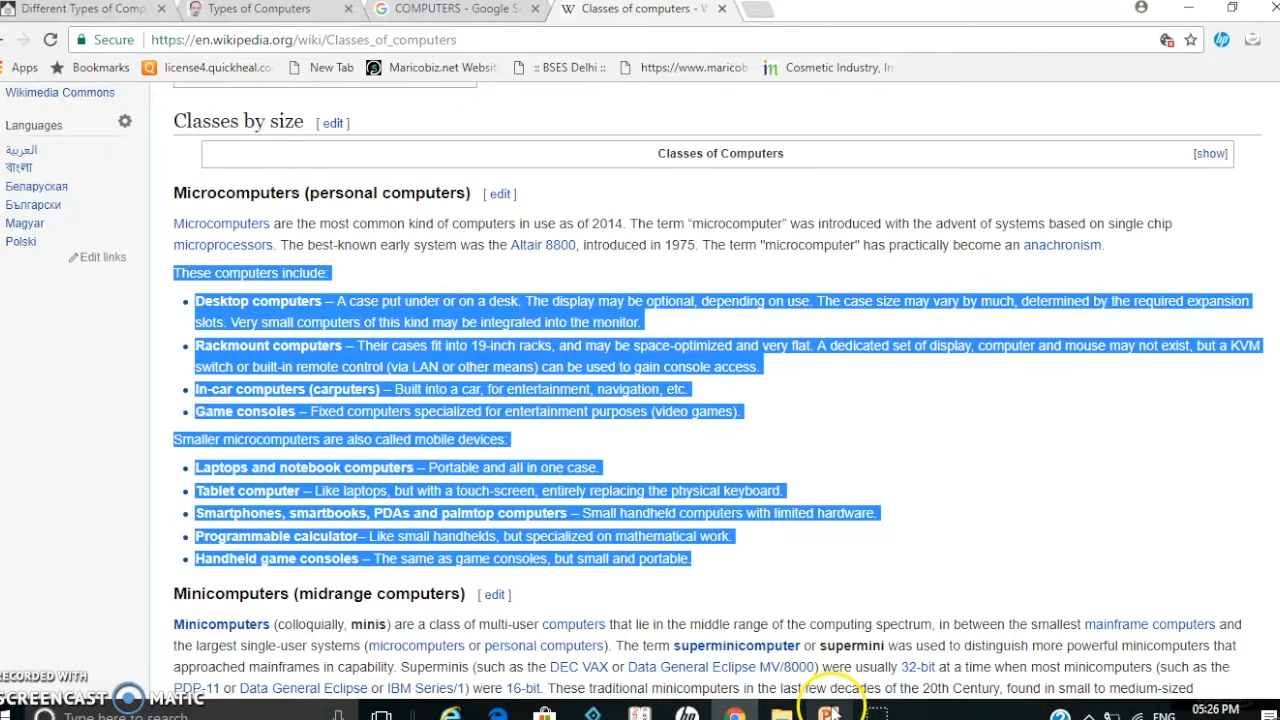 Different Types of Comput
Types of Computers
COMPUTERS - Google Se
Classes of computers - W
Secure
https://en.wikipedia.org/wiki/Classes_of_computers
Apps
Bookmarks
license4.quickheal.co
New Tab
Maricobiz.net Websit
:: BSES Delhi ::
https://www.maricob
Cosmetic Industry, In
Wikimedia Commons
Languages
العربية
বাংলা
Беларуская
Български
Magyar
Polski
Edit links
Classes by size [ edit ]
Classes of Computers [show]
Microcomputers (personal computers) [ edit ]
Microcomputers are the most common kind of computers in use as of 2014. The term “microcomputer” was introduced with the advent of systems based on single chip
microprocessors. The best-known early system was the Altair 8800, introduced in 1975. The term "microcomputer" has practically become an anachronism.
These computers include:
• Desktop computers – A case put under or on a desk. The display may be optional, depending on use. The case size may vary by much, determined by the required expansion
slots. Very small computers of this kind may be integrated into the monitor.
• Rackmount computers – Their cases fit into 19-inch racks, and may be space-optimized and very flat. A dedicated set of display, computer and mouse may not exist, but a KVM
switch or built-in remote control (via LAN or other means) can be used to gain console access.
• In-car computers (carputers) – Built into a car, for entertainment, navigation, etc.
• Game consoles – Fixed computers specialized for entertainment purposes (video games).
Smaller microcomputers are also called mobile devices:
• Laptops and notebook computers – Portable and all in one case.
• Tablet computer – Like laptops, but with a touch-screen, entirely replacing the physical keyboard.
• Smartphones, smartbooks, PDAs and palmtop computers – Small handheld computers with limited hardware.
• Programmable calculator– Like small handhelds, but specialized on mathematical work.
• Handheld game consoles – The same as game consoles, but small and portable.
Minicomputers (midrange computers) [ edit ]
Minicomputers (colloquially, minis) are a class of multi-user computers that lie in the middle range of the computing spectrum, in between the smallest mainframe computers and
the largest single-user systems (microcomputers or personal computers). The term superminicomputer or supermini was used to distinguish more powerful minicomputers that
approached mainframes in capability. Superminis (such as the DEC VAX or Data General Eclipse MV/8000) were usually 32-bit at a time when most minicomputers (such as the
PDP-11 or Data General Eclipse or IBM Series/1) were 16-bit. These traditional minicomputers in the last few decades of the 20th Century, found in small to medium-sized
RECORDED WITH
SCREENCAST MATIC
Type here to search
ENG
05:26 PM